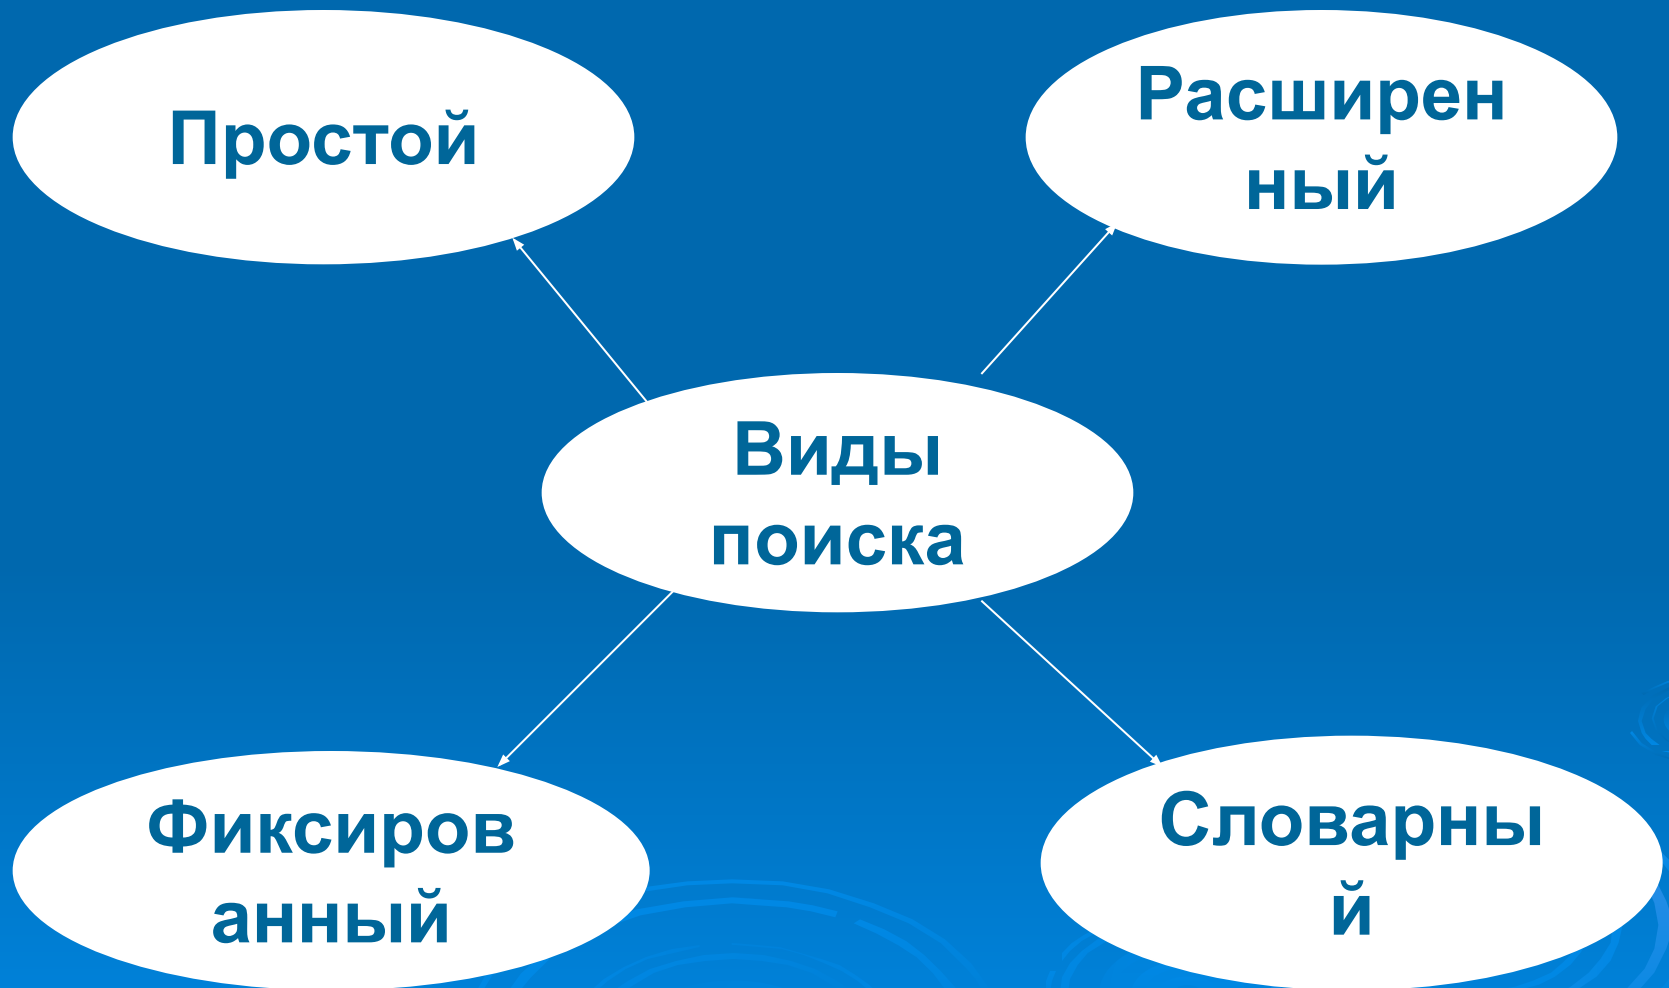 Простой
Расширен
ный
Виды
поиска
Фиксиров
анный
Словарны
й